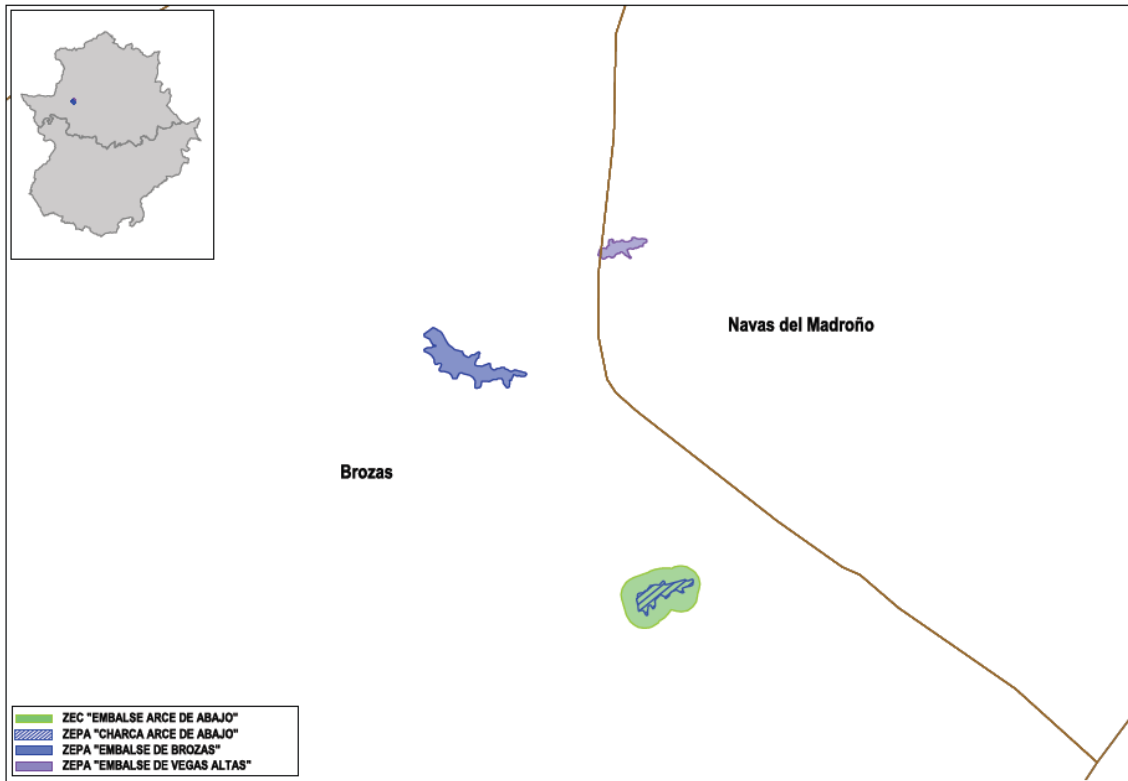 Navas del Madroño
Brozas
ZEC "EMBALSE ARCE DE ABAJO"
ZEPA "CHARCA ARCE DE ABAJO"
ZEPA "EMBALSE DE BROZAS"
ZEPA "EMBALSE DE VEGAS ALTAS"